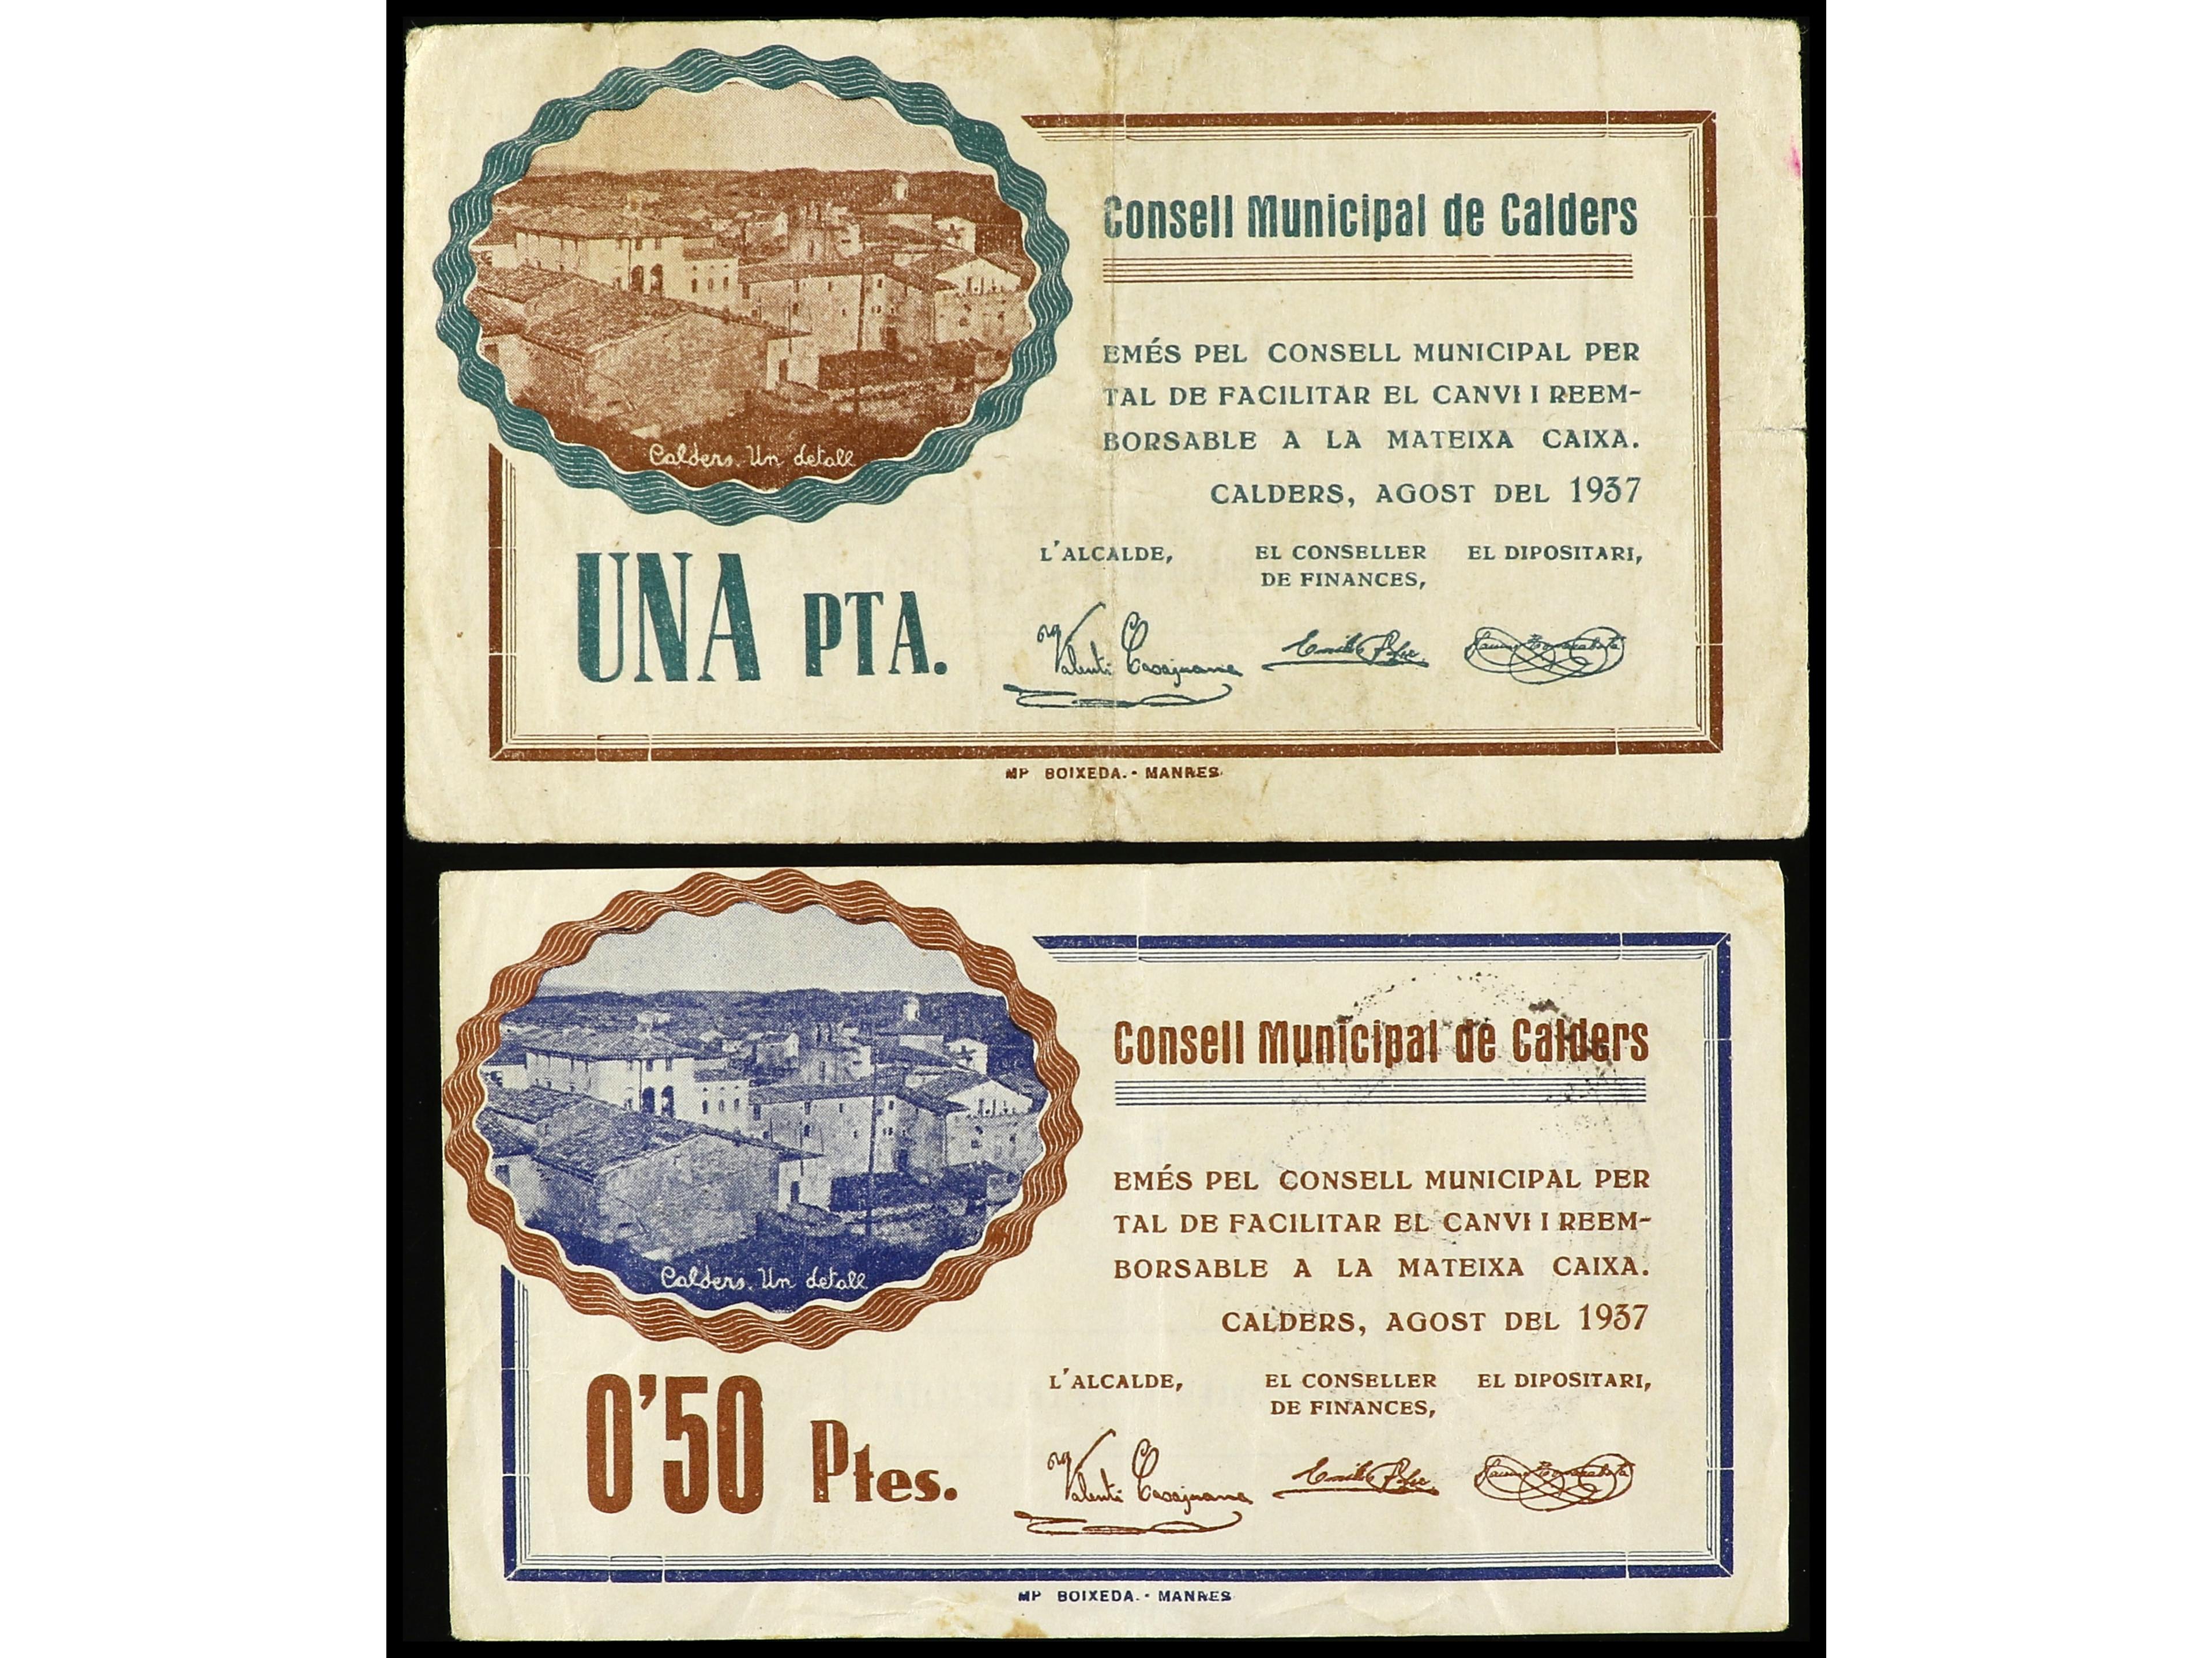 Consell Municipal de Calders
EMÉS PEL CONSELL MUNICIPAL PER
TAL DE FACILITAR EL CANVI I REEM-
BORSABLE A LA MATEIXA CAIXA.
CALDERS, AGOST DEL 1937
Calders. Un detall
L'ALCALDE, EL CONSELLER EL DIPOSITARI,
DE FINANCES,
UNA PTA.
Valentí Casajuana
MP BOIXEDA. - MANRES
Consell Municipal de Calders
EMÉS PEL CONSELL MUNICIPAL PER
TAL DE FACILITAR EL CANVI I REEM-
BORSABLE A LA MATEIXA CAIXA.
Calders. Un detall
CALDERS, AGOST DEL 1937
L'ALCALDE, EL CONSELLER EL DIPOSITARI,
DE FINANCES,
0'50 Ptes.
Valentí Casajuana
MP BOIXEDA. - MANRES